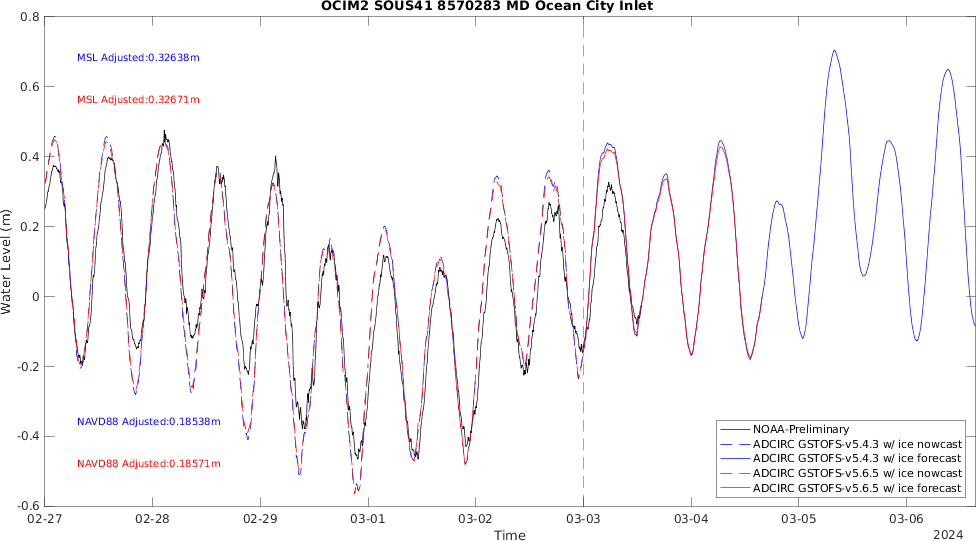 OCIM2 SOUS41 8570283 MD Ocean City Inlet
0.8
0.6
0.4
0.2
0
-0.2
-0.4
-0.6
Water Level (m)
MSL Adjusted:0.32638m
MSL Adjusted:0.32671m
NAVD88 Adjusted:0.18538m
NAVD88 Adjusted:0.18571m
NOAA-Preliminary
ADCIRC GSTOFS-v5.4.3 w/ ice nowcast
ADCIRC GSTOFS-v5.4.3 w/ ice forecast
ADCIRC GSTOFS-v5.6.5 w/ ice nowcast
ADCIRC GSTOFS-v5.6.5 w/ ice forecast
02-27 02-28 02-29 03-01 03-02 03-03 03-04 03-05 03-06
Time
2024